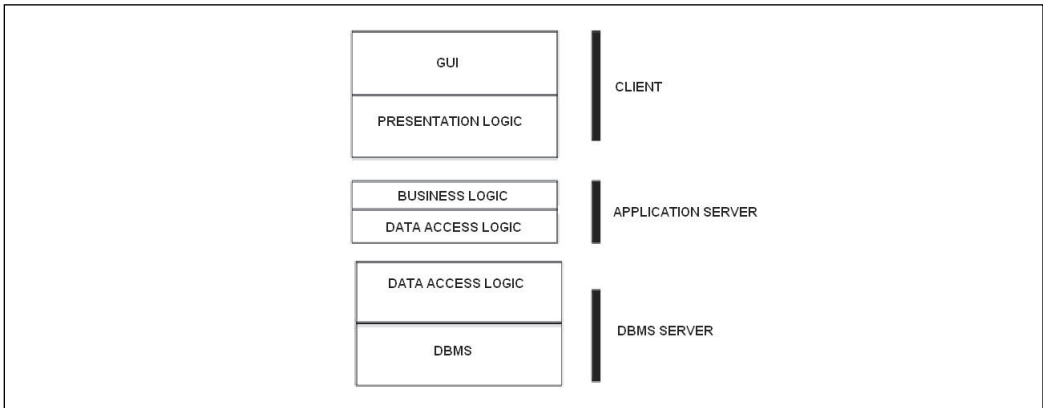 GUI
CLIENT
PRESENTATION LOGIC
BUSINESS LOGIC
APPLICATION SERVER
DATA ACCESS LOGIC
DATA ACCESS LOGIC
DBMS SERVER
DBMS